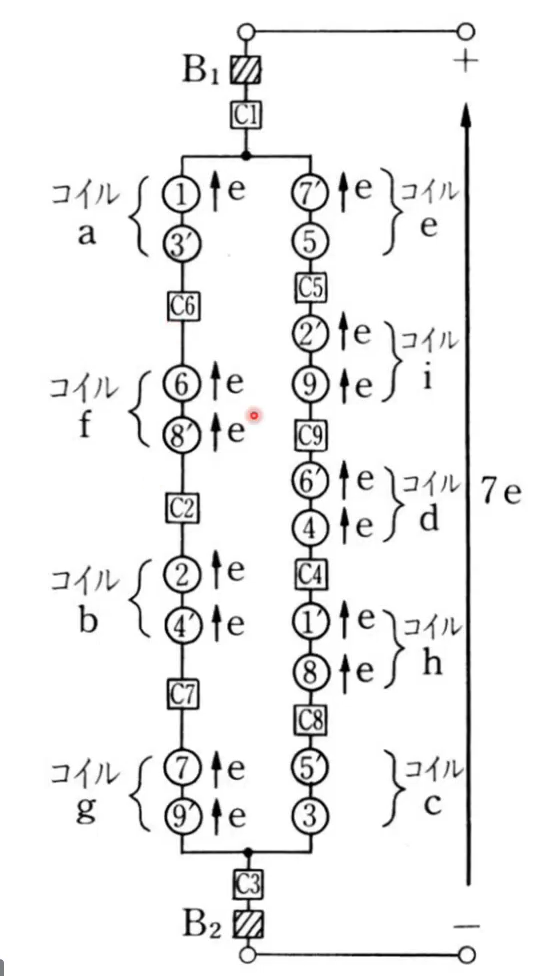 B₁
+
C1
コイル a
1 e
3′
7′ e
5
コイル e
C6
C5
コイル f
6 e
8′ e
2′ e
9 e
コイル i
C9
C2
6′ e
4 e
コイル d
7e
C4
コイル b
2 e
4′ e
1′ e
8 e
コイル h
C7
C8
コイル g
7 e
9′ e
5′
3
コイル c
C3
B₂
−